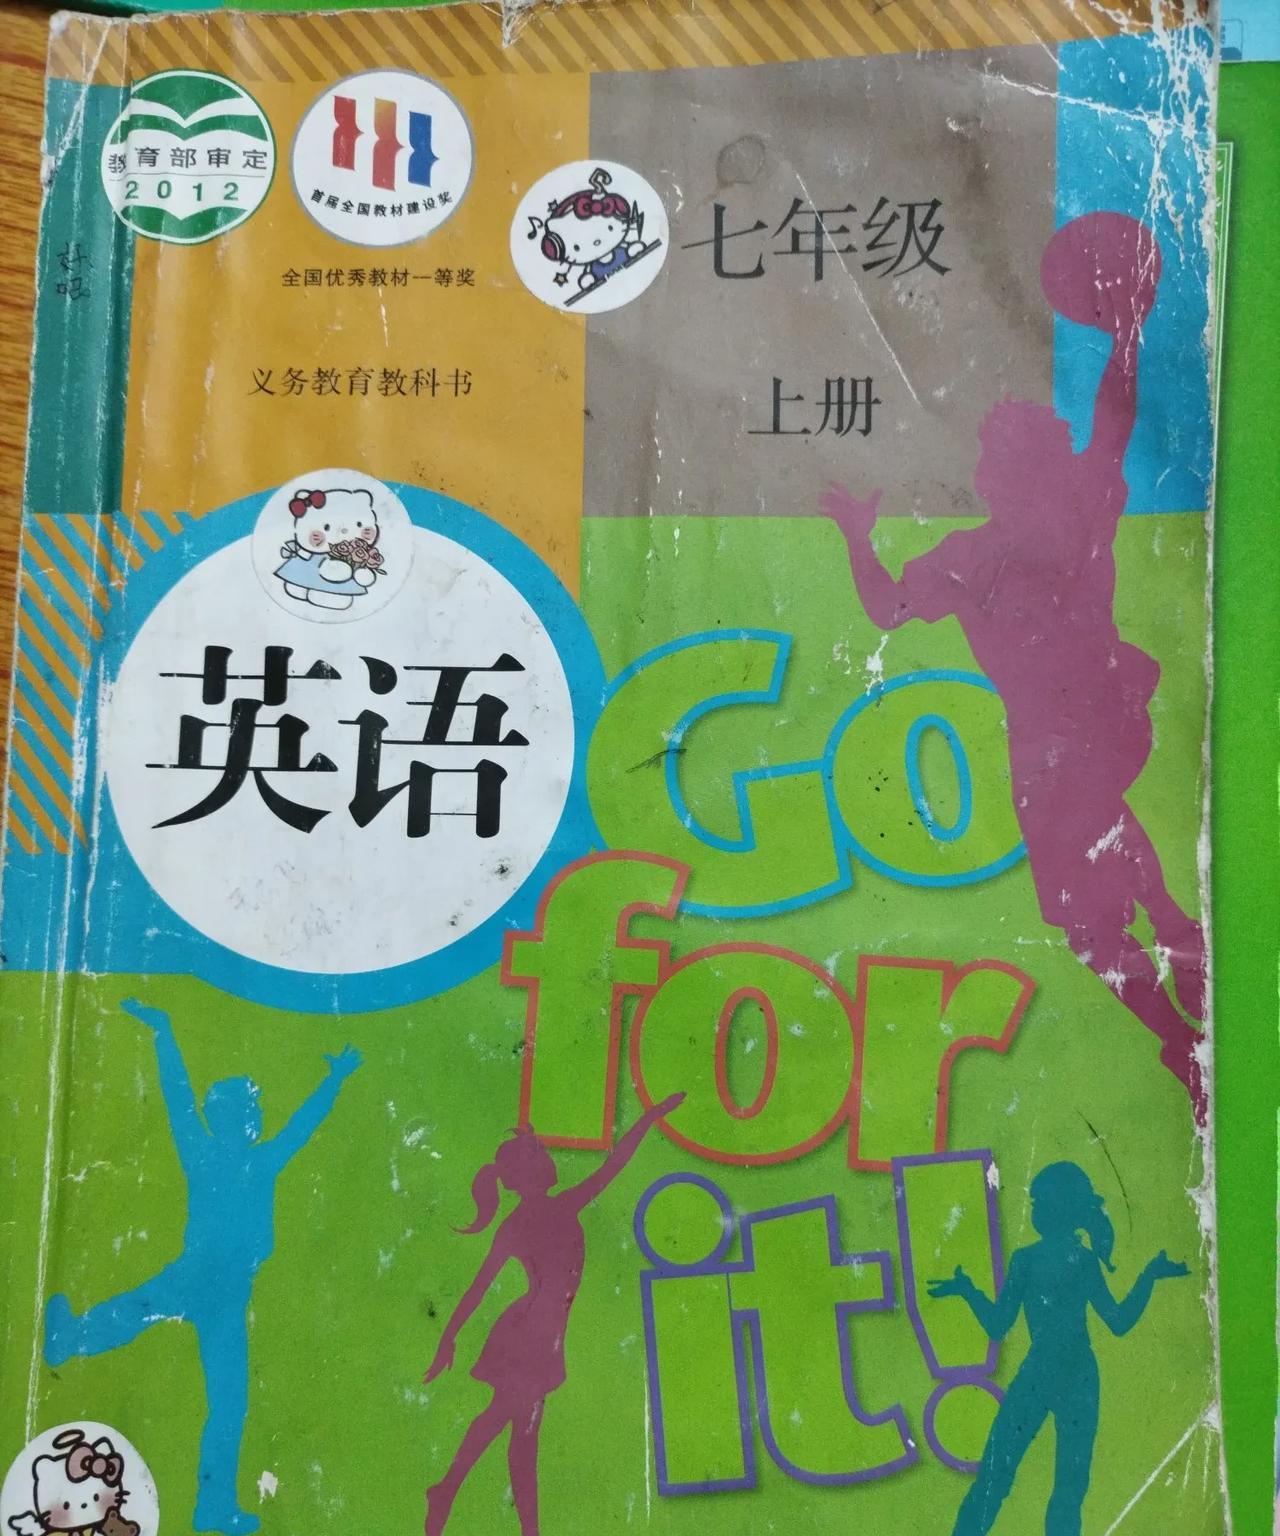 教育部审定
2012
首届全国教材建设奖
全国优秀教材一等奖
义务教育教科书
七年级
上册
英语
Go
for
it!